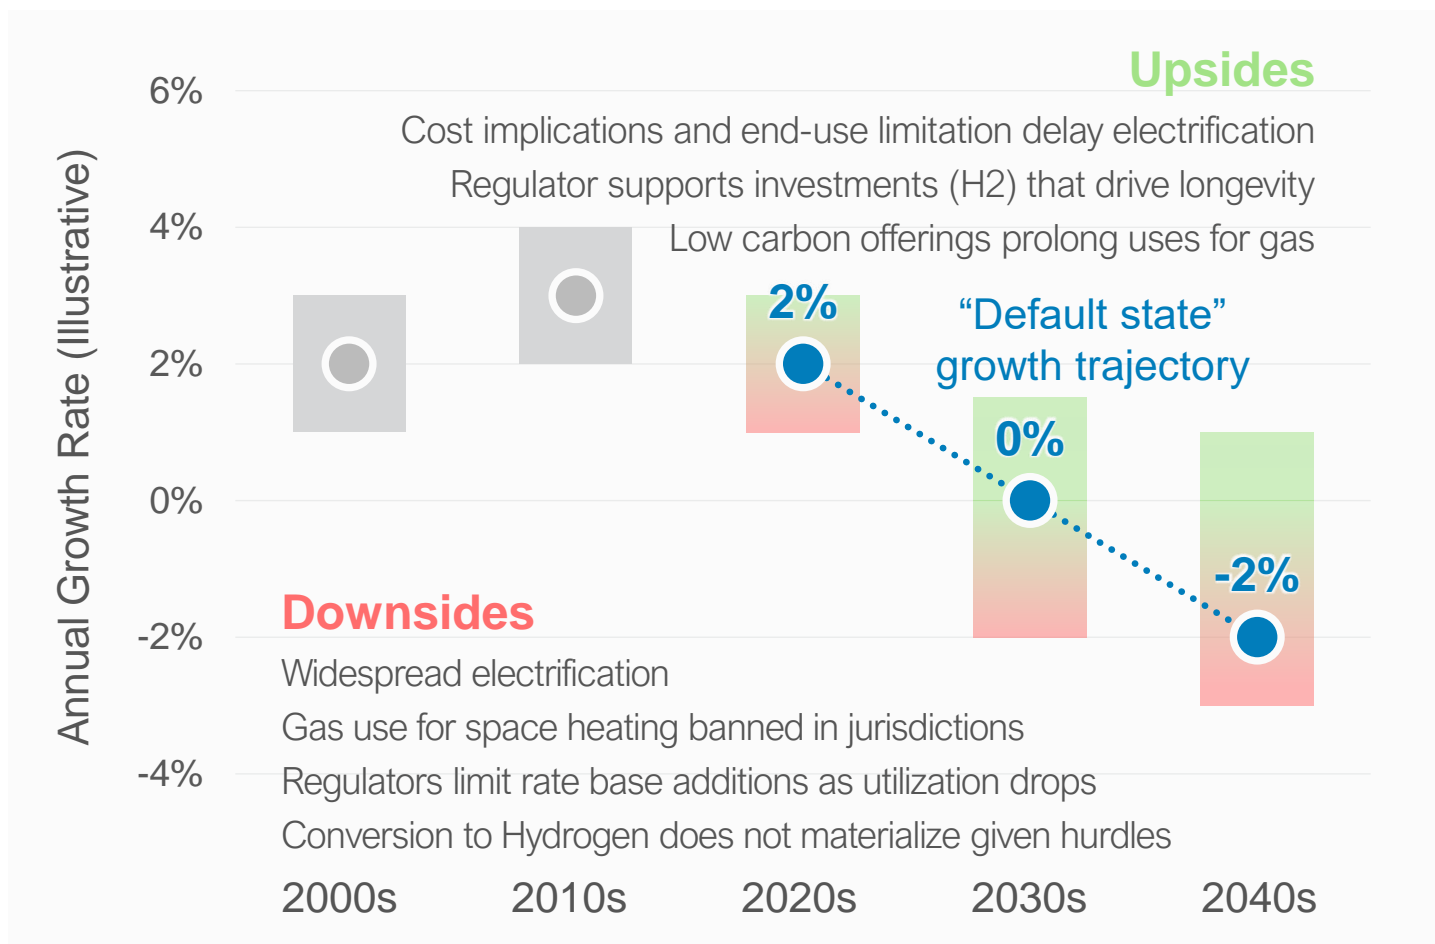 Upsides
6%
Cost implications and end-use limitation delay electrification
Regulator supports investments (H2) that drive longevity
4%
Low carbon offerings prolong uses for gas
2%
“Default state”
growth trajectory
2%
0%
0%
-2%
Downsides
-2%
Widespread electrification
Gas use for space heating banned in jurisdictions
-4%
Regulators limit rate base additions as utilization drops
Conversion to Hydrogen does not materialize given hurdles
Annual Growth Rate (Illustrative)
2000s
2010s
2020s
2030s
2040s